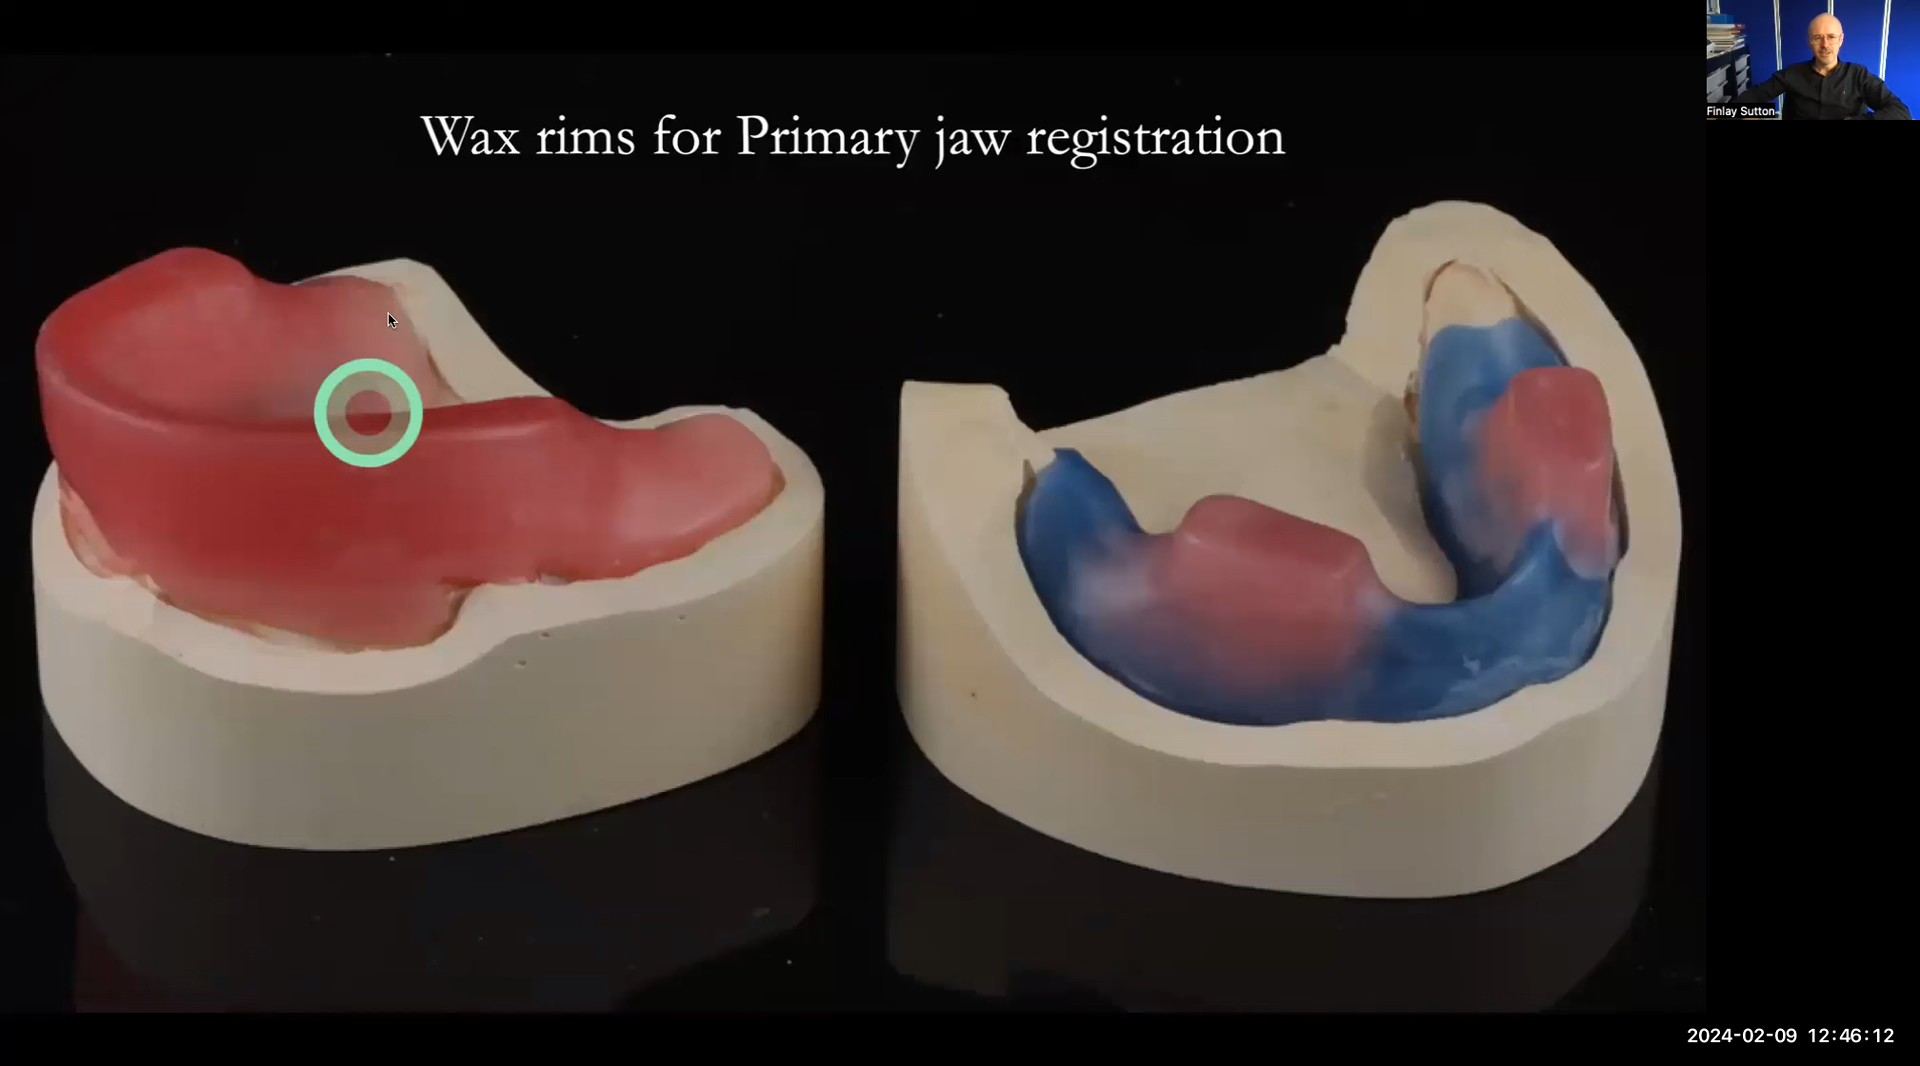 Wax rims for Primary jaw registration
Finlay Sutton
2024-02-09 12:46:12